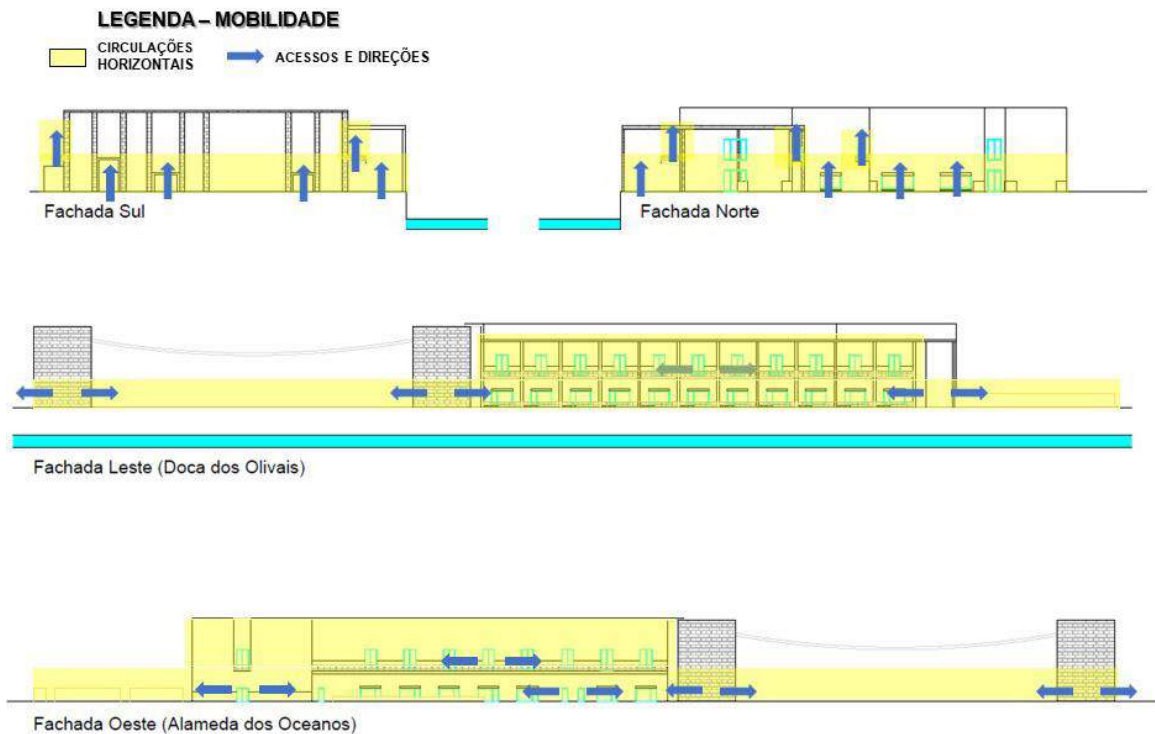 LEGENDA – MOBILIDADE
CIRCULAÇÕES
HORIZONTAIS
ACESSOS E DIREÇÕES
Fachada Sul
Fachada Norte
Fachada Leste (Doca dos Olivais)
Fachada Oeste (Alameda dos Oceanos)